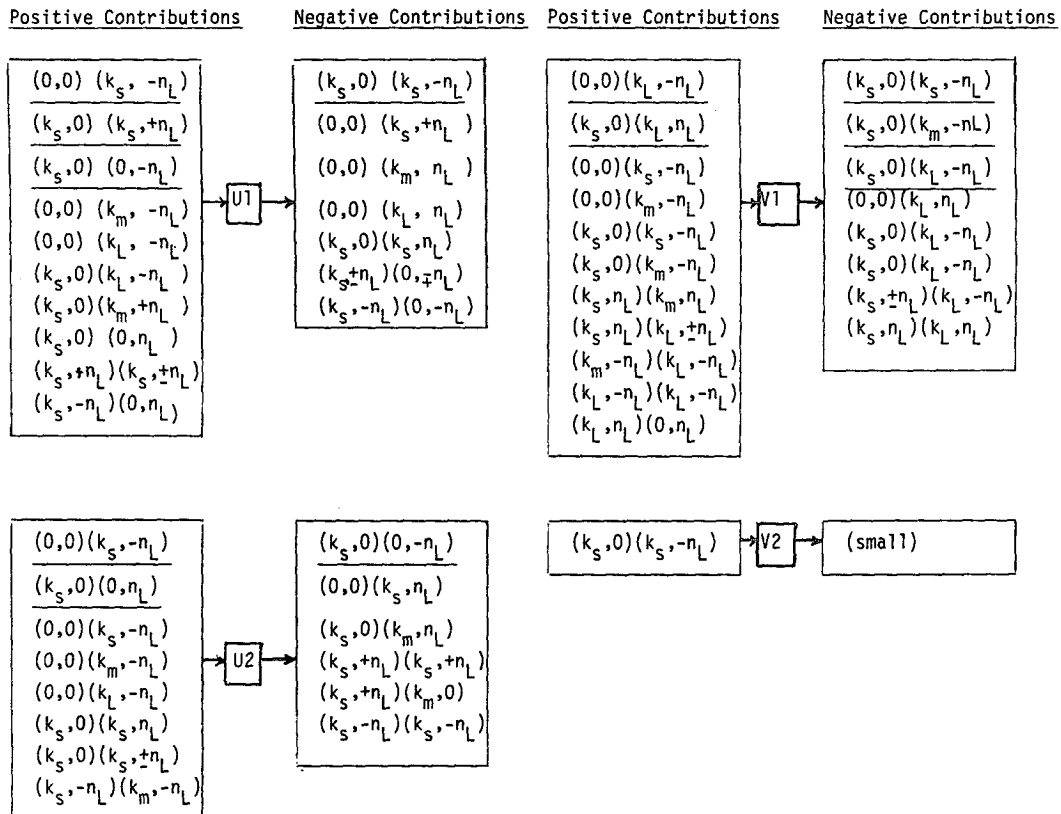 Positive Contributions Negative Contributions Positive Contributions Negative Contributions
(0,0) (k_s, -n_L)
(k_s,0) (k_s,+n_L)
(k_s,0) (0,-n_L)
(0,0) (k_m, -n_L)
(0,0) (k_L, -n_L)
(k_s,0)(k_L,-n_L)
(k_s,0)(k_m,+n_L)
(k_s,0) (0,n_L)
(k_s,+n_L)(k_s,±n_L)
(k_s,-n_L)(0,n_L)
U1
(k_s,0) (k_s,-n_L)
(0,0) (k_s,+n_L)
(0,0) (k_m, n_L)
(0,0) (k_L, n_L)
(k_s,0)(k_s,n_L)
(k_s,±n_L)(0,∓n_L)
(k_s,-n_L)(0,-n_L)
(0,0)(k_L,-n_L)
(k_s,0)(k_L,n_L)
(0,0)(k_s,-n_L)
(0,0)(k_m,-n_L)
(k_s,0)(k_s,-n_L)
(k_s,0)(k_m,-n_L)
(k_s,n_L)(k_m,n_L)
(k_s,n_L)(k_L,±n_L)
(k_m,-n_L)(k_L,-n_L)
(k_L,-n_L)(k_L,-n_L)
(k_L,n_L)(0,n_L)
V1
(k_s,0)(k_s,-n_L)
(k_s,0)(k_m,-nL)
(k_s,0)(k_L,-n_L)
(0,0)(k_L,n_L)
(k_s,0)(k_L,-n_L)
(k_s,0)(k_L,-n_L)
(k_s,±n_L)(k_L,-n_L)
(k_s,n_L)(k_L,n_L)
(0,0)(k_s,-n_L)
(k_s,0)(0,n_L)
(0,0)(k_s,-n_L)
(0,0)(k_m,-n_L)
(0,0)(k_L,-n_L)
(k_s,0)(k_s,n_L)
(k_s,0)(k_s,±n_L)
(k_s,-n_L)(k_m,-n_L)
U2
(k_s,0)(0,-n_L)
(0,0)(k_s,n_L)
(k_s,0)(k_m,n_L)
(k_s,+n_L)(k_s,+n_L)
(k_s,+n_L)(k_m,0)
(k_s,-n_L)(k_s,-n_L)
(k_s,0)(k_s,-n_L)
V2
(small)